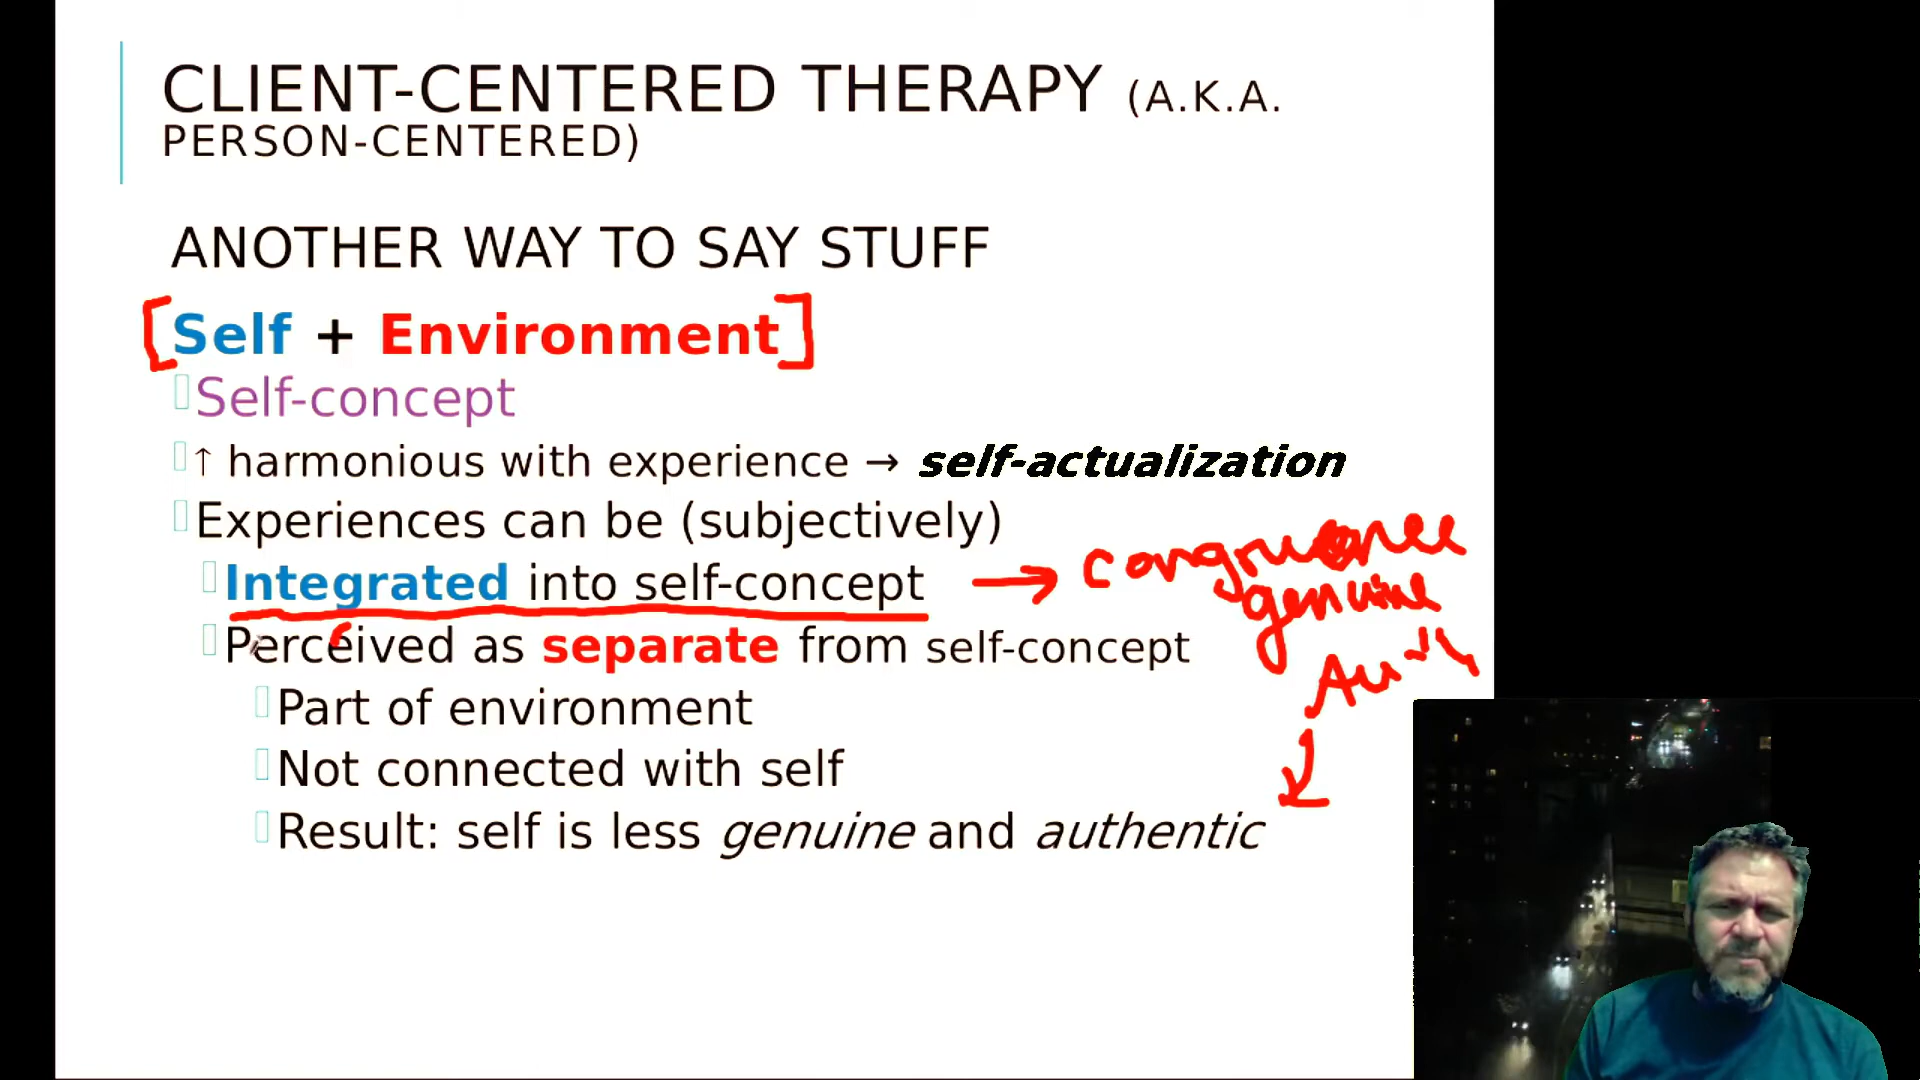 CLIENT-CENTERED THERAPY (A.K.A.
PERSON-CENTERED)
ANOTHER WAY TO SAY STUFF
[Self + Environment]
Self-concept
↑ harmonious with experience → self-actualization
Experiences can be (subjectively)
Integrated into self-concept → congruence
genuine
Perceived as separate from self-concept
Auth
Part of environment
Not connected with self
Result: self is less genuine and authentic